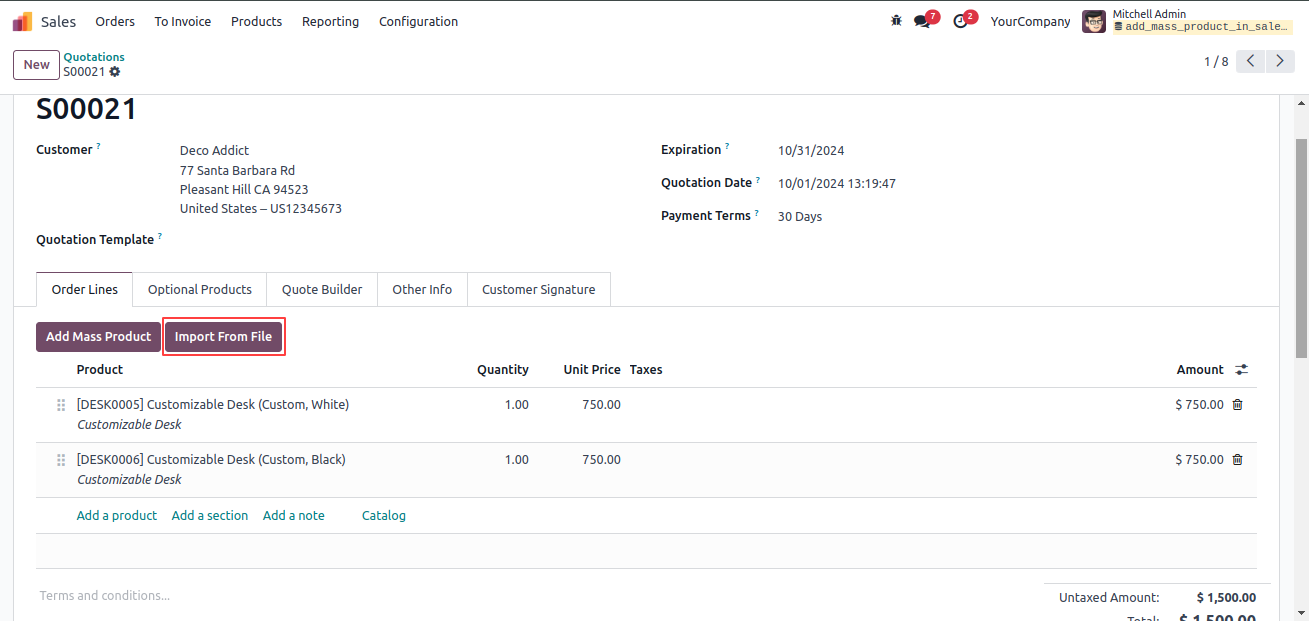 Sales Orders To Invoice Products Reporting Configuration 7 2 YourCompany Mitchell Admin
add_mass_product_in_sale…
New Quotations
S00021 1 / 8
S00021
Customer ? Deco Addict Expiration ? 10/31/2024
77 Santa Barbara Rd
Pleasant Hill CA 94523 Quotation Date ? 10/01/2024 13:19:47
United States – US12345673 Payment Terms ? 30 Days
Quotation Template ?
Order Lines Optional Products Quote Builder Other Info Customer Signature
Add Mass Product Import From File
Product Quantity Unit Price Taxes Amount
[DESK0005] Customizable Desk (Custom, White) 1.00 750.00 $ 750.00
Customizable Desk
[DESK0006] Customizable Desk (Custom, Black) 1.00 750.00 $ 750.00
Customizable Desk
Add a product Add a section Add a note Catalog
Terms and conditions... Untaxed Amount: $ 1,500.00
Total: $ 1,500.00